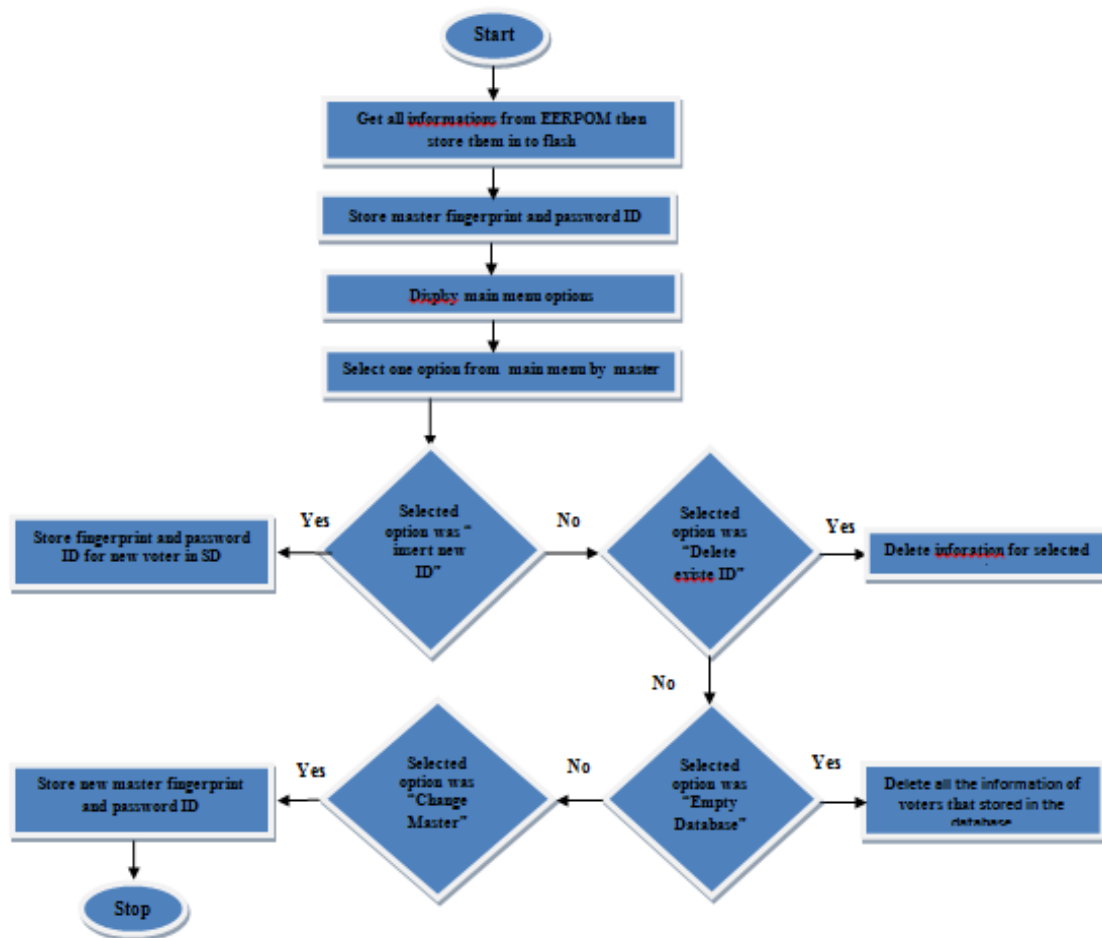 Start
Get all informations from EERPOM then
store them in to flash
Store master fingerprint and password ID
Display main menu options
Select one option from main menu by master
Selected
option was “
insert new
ID”
Yes
No
Store fingerprint and password
ID for new voter in SD
Selected
option was
“Delete
existe ID”
Yes
Delete inforation for selected
No
Selected
option was
“Empty
Database”
Yes
Delete all the information of
voters that stored in the
database
No
Selected
option was
“Change
Master”
Yes
Store new master fingerprint
and password ID
Stop